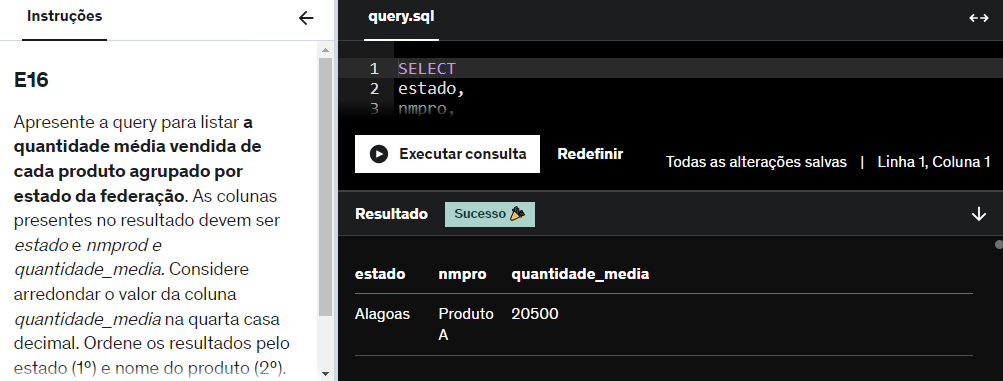 Instruções
E16
Apresente a query para listar a
quantidade média vendida de
cada produto agrupado por
estado da federação. As colunas
presentes no resultado devem ser
estado e nmprod e
quantidade_media. Considere
arredondar o valor da coluna
quantidade_media na quarta casa
decimal. Ordene os resultados pelo
estado (1º) e nome do produto (2º).
query.sql
1 SELECT
2 estado,
3 nmpro,
Executar consulta Redefinir Todas as alterações salvas | Linha 1, Coluna 1
Resultado Sucesso
estado nmpro quantidade_media
Alagoas Produto A 20500